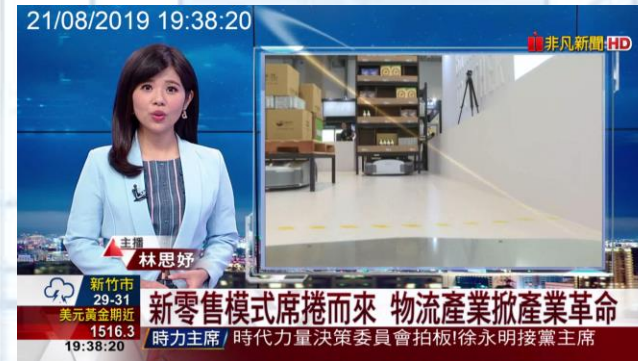 21/08/2019 19:38:20
非凡新聞 HD
主播
林思妤
新竹市
29-31
美元黃金期近
1516.3
19:38:20
新零售模式席捲而來 物流產業掀產業革命
時力主席 時代力量決策委員會拍板!徐永明接黨主席